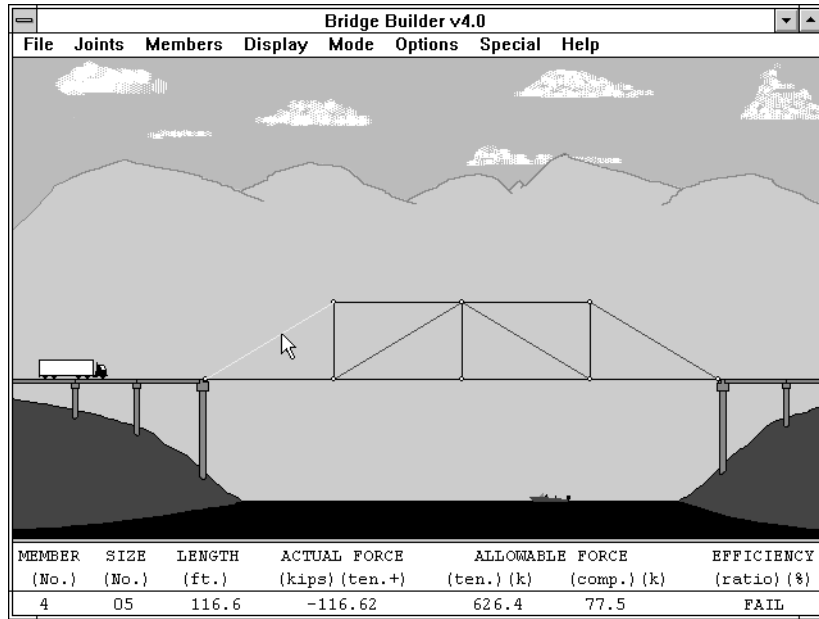 Bridge Builder v4.0
File Joints Members Display Mode Options Special Help
MEMBER SIZE LENGTH ACTUAL FORCE ALLOWABLE FORCE EFFICIENCY
(No.) (No.) (ft.) (kips)(ten.+) (ten.)(k) (comp.)(k) (ratio)(%)
4 05 116.6 -116.62 626.4 77.5 FAIL